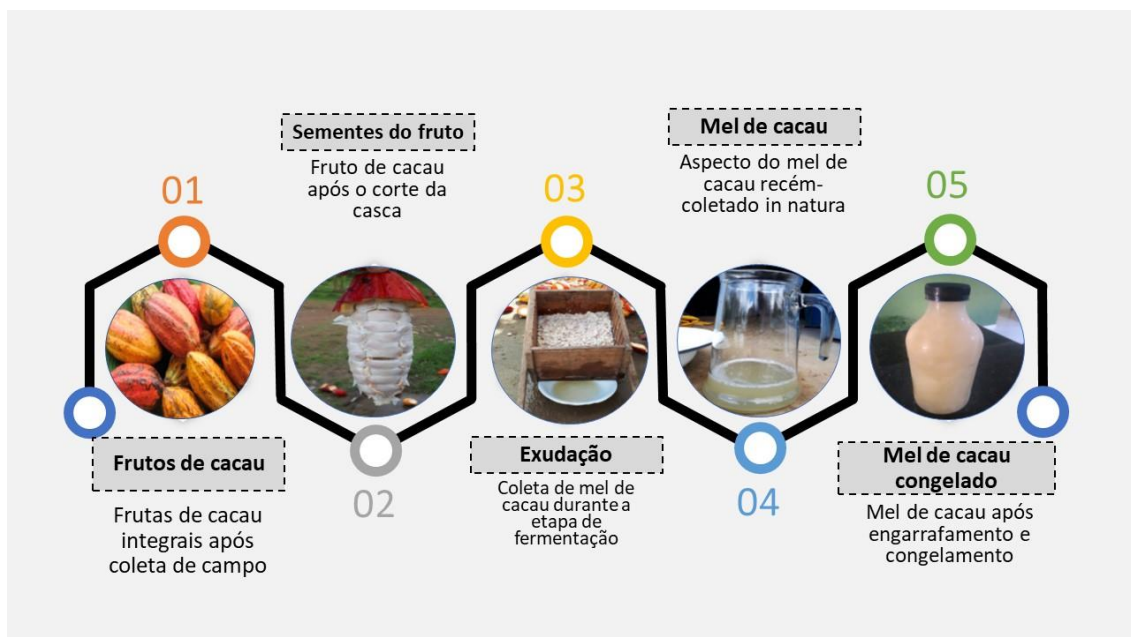 01
Frutos de cacau
Frutas de cacau
integrais após
coleta de campo
Sementes do fruto
Fruto de cacau
após o corte da
casca
02
03
Exudação
Coleta de mel de
cacau durante a
etapa de
fermentação
Mel de cacau
Aspecto do mel de
cacau recém-
coletado in natura
04
05
Mel de cacau
congelado
Mel de cacau após
engarrafamento e
congelamento